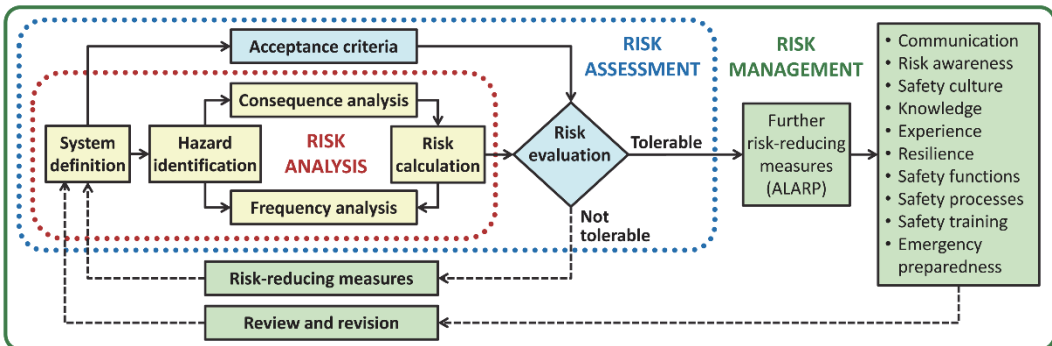 Acceptance criteria
RISK
ASSESSMENT
RISK
MANAGEMENT
Consequence analysis
System
definition
Hazard
identification
RISK
ANALYSIS
Risk
calculation
Frequency analysis
Risk
evaluation
Tolerable
Not
tolerable
Further
risk-reducing
measures
(ALARP)
• Communication
• Risk awareness
• Safety culture
• Knowledge
• Experience
• Resilience
• Safety functions
• Safety processes
• Safety training
• Emergency
preparedness
Risk-reducing measures
Review and revision